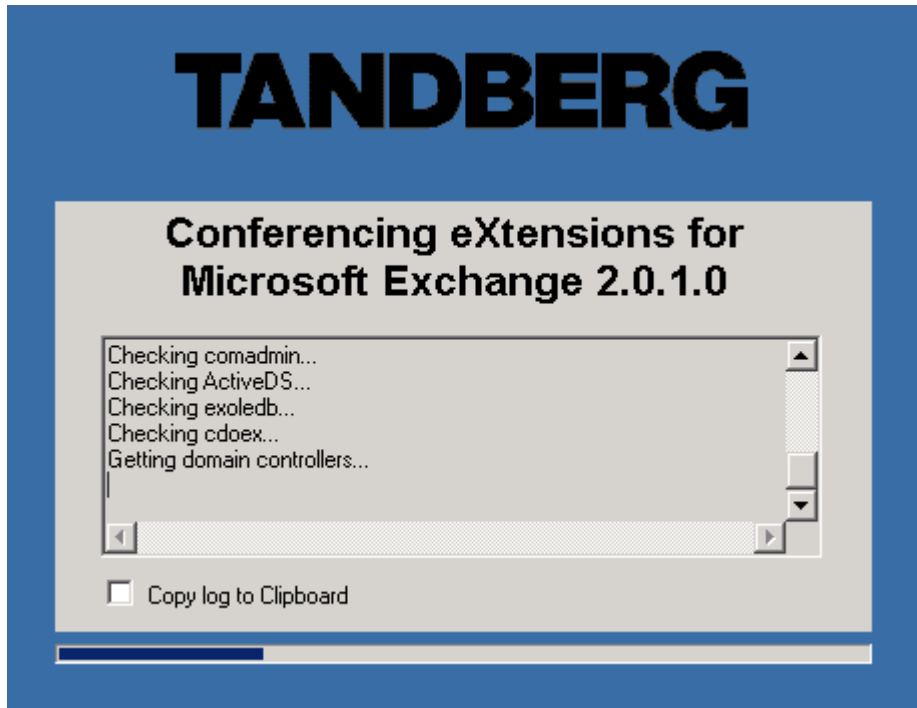 TANDBERG
Conferencing eXtensions for
Microsoft Exchange 2.0.1.0
Checking comadmin...
Checking ActiveDS...
Checking exoledb...
Checking cdoex...
Getting domain controllers...
Copy log to Clipboard